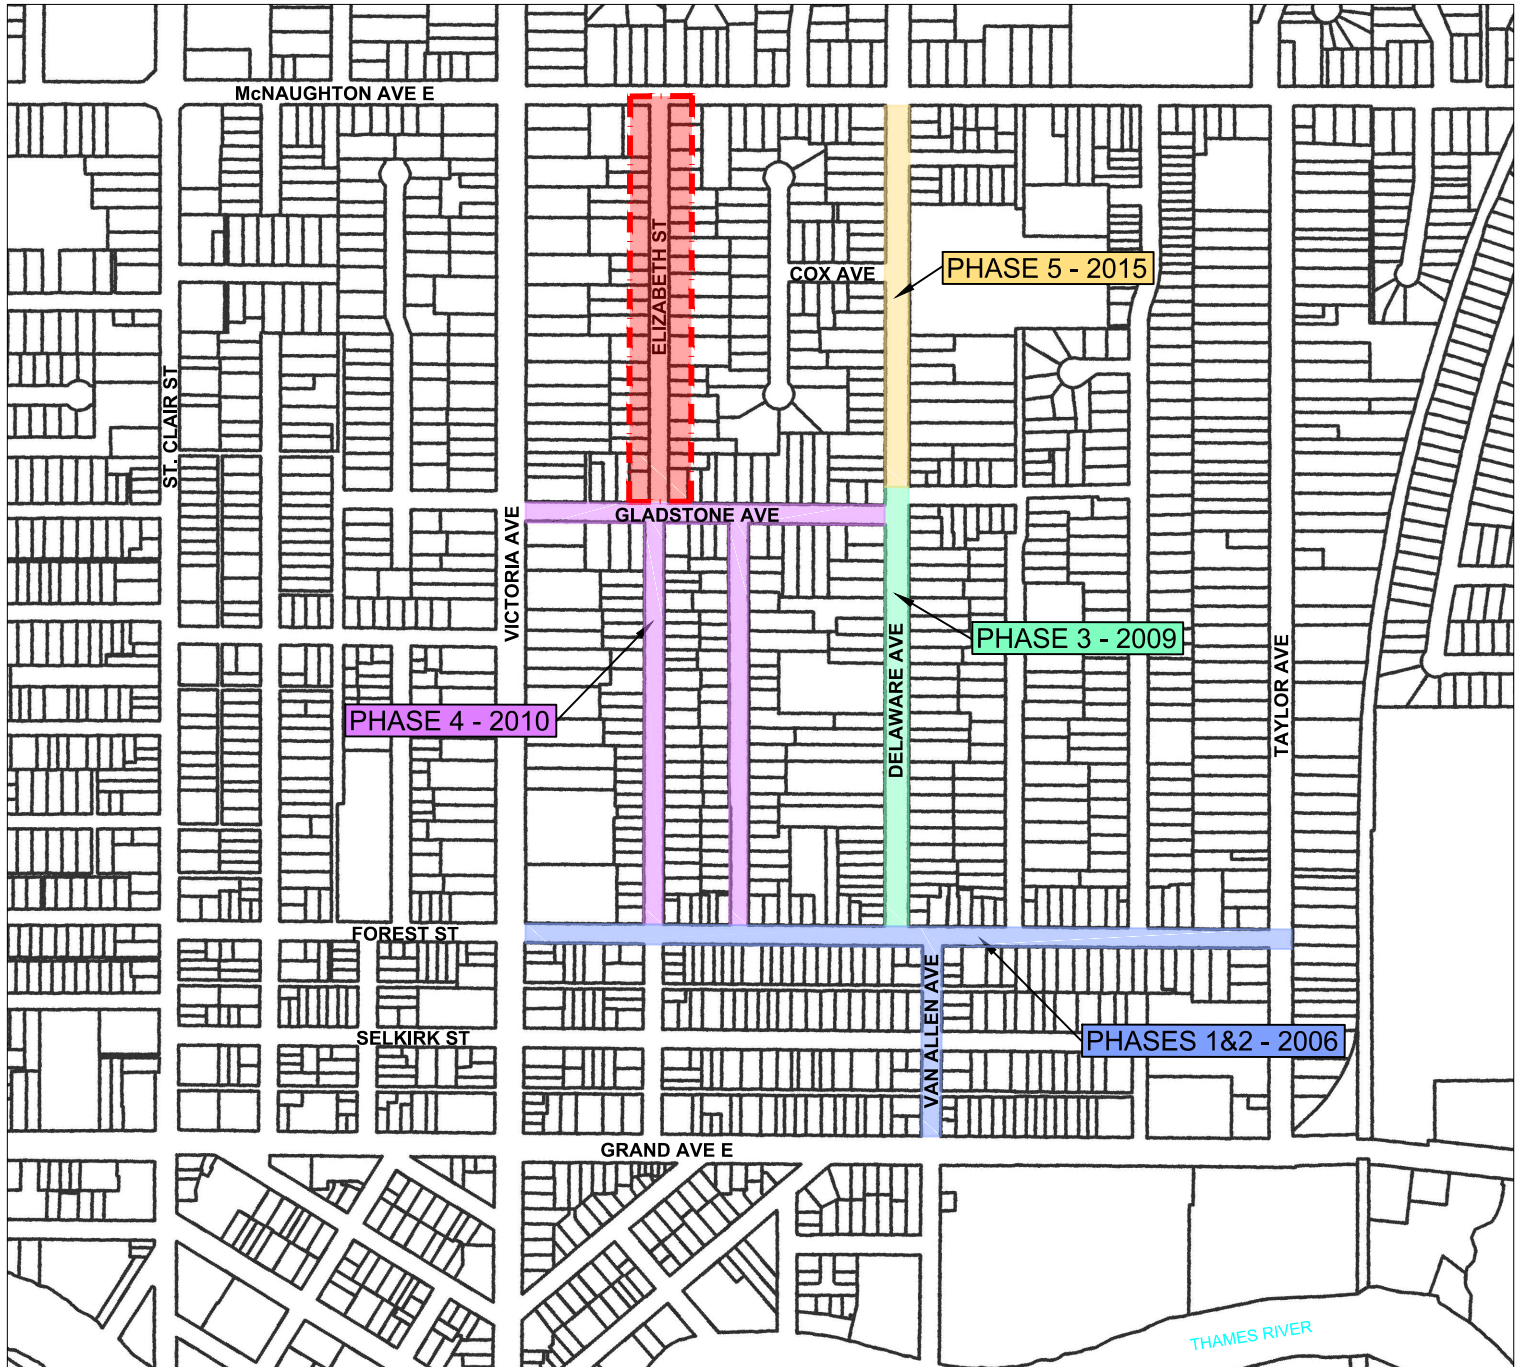 McNAUGHTON AVE E
ELIZABETH ST
COX AVE
PHASE 5 - 2015
ST. CLAIR ST
VICTORIA AVE
GLADSTONE AVE
PHASE 3 - 2009
DELAWARE AVE
TAYLOR AVE
PHASE 4 - 2010
FOREST ST
VAN ALLEN AVE
SELKIRK ST
PHASES 1&2 - 2006
GRAND AVE E
THAMES RIVER